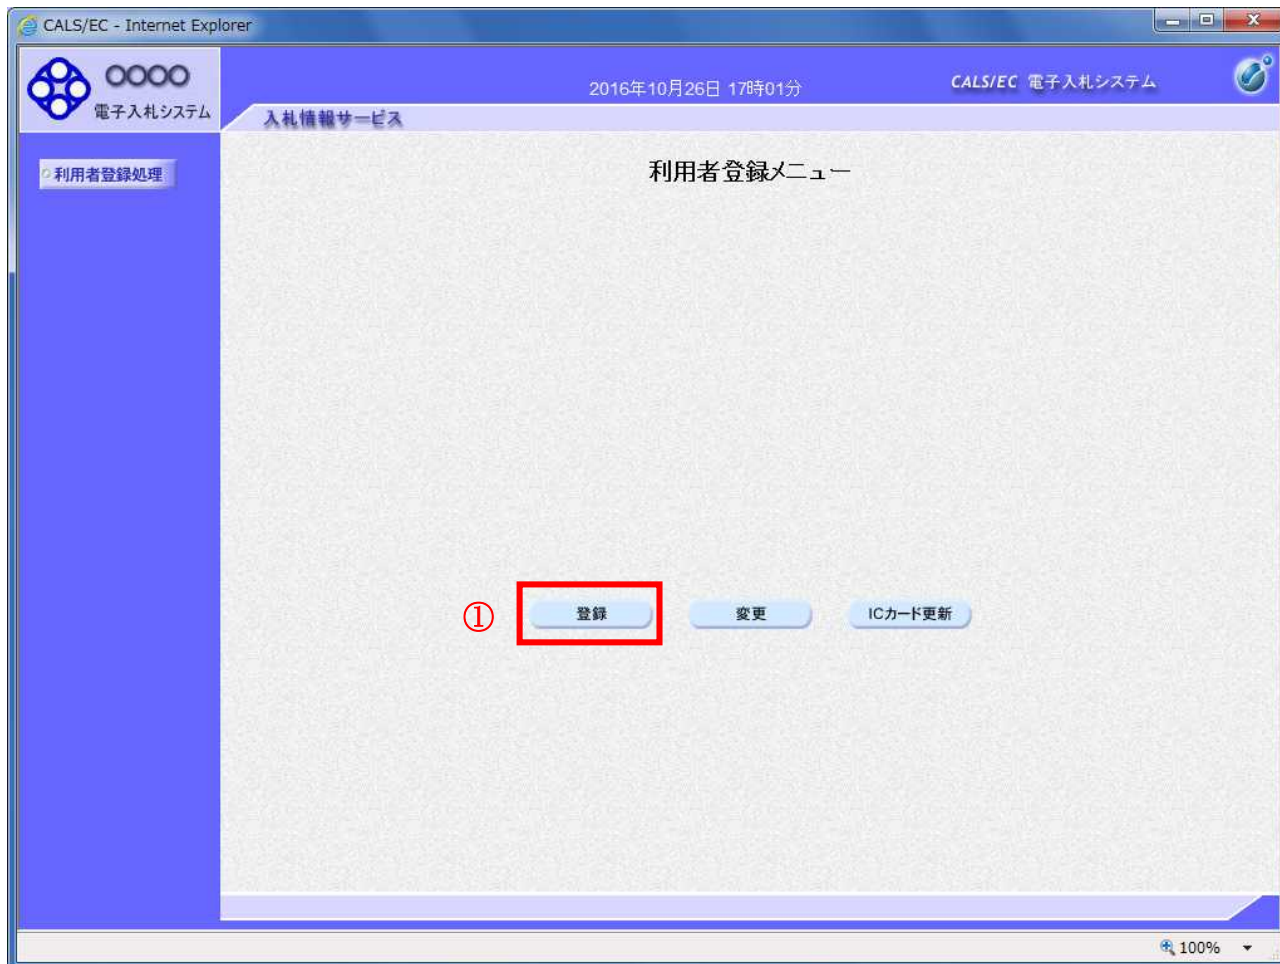 CALS/EC - Internet Explorer
〇〇〇〇
電子入札システム
2016年10月26日 17時01分
CALS/EC 電子入札システム
入札情報サービス
利用者登録処理
利用者登録メニュー
① 登録 変更 ICカード更新
100%